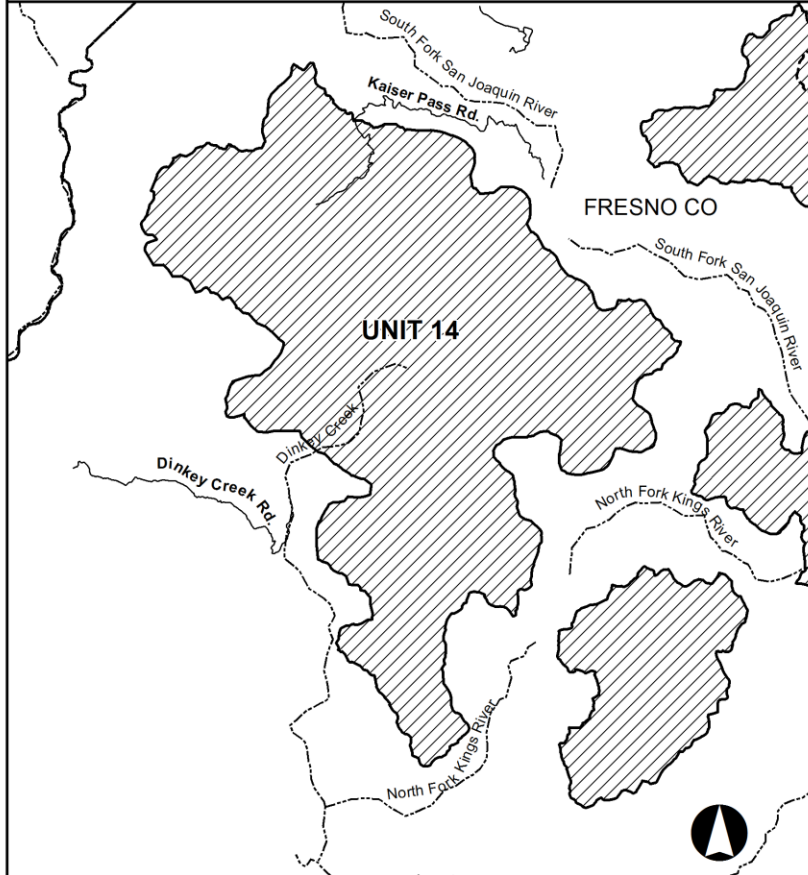 South Fork San Joaquin River
Kaiser Pass Rd.
FRESNO CO
South Fork San Joaquin River
UNIT 14
Dinkey Creek
Dinkey Creek Rd.
North Fork Kings River
North Fork Kings River